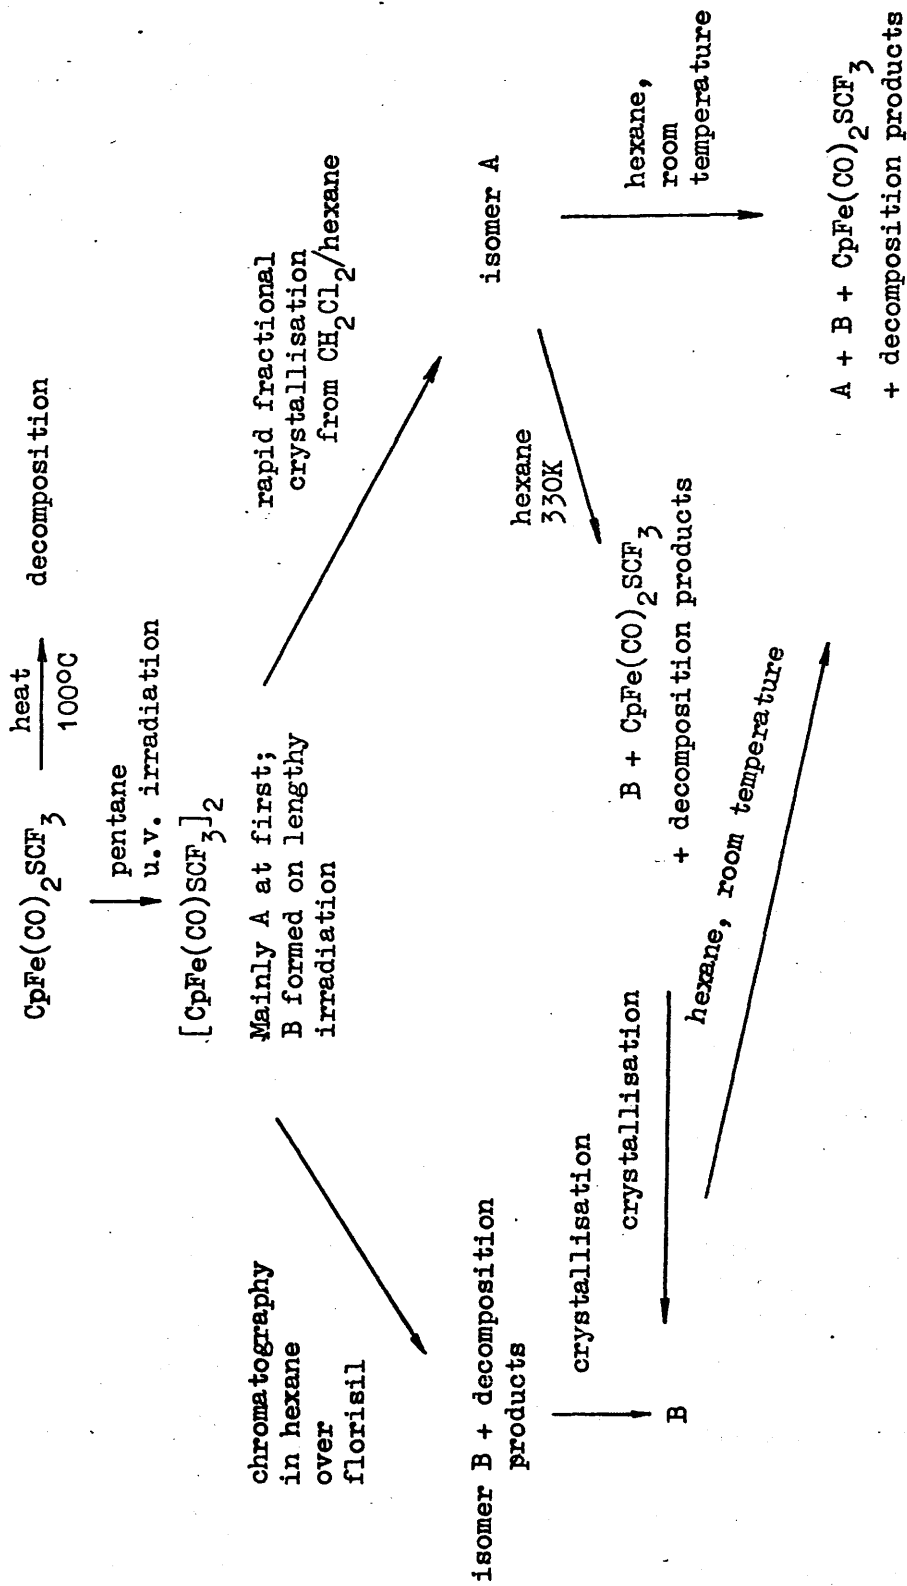 CpFe(CO)2SCF3
heat
100°C
decomposition
pentane
u.v. irradiation
[CpFe(CO)SCF3]2
Mainly A at first;
B formed on lengthy
irradiation
rapid fractional
crystallisation
from CH2Cl2/hexane
chromatography
in hexane
over
florisil
isomer A
isomer B + decomposition
products
hexane
330K
hexane,
room
temperature
crystallisation
B
B + CpFe(CO)2SCF3
+ decomposition products
crystallisation
hexane, room temperature
A + B + CpFe(CO)2SCF3
+ decomposition products